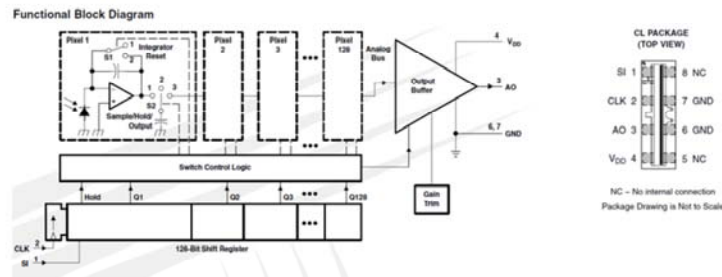 Functional Block Diagram
Pixel 1
S1
1
2
Integrator
Reset
1
2
3
S2
Sample/Hold/
Output
Pixel
2
Pixel
3
Pixel
128
Analog
Bus
Output
Buffer
4
VDD
3
AO
6, 7
GND
Gain
Trim
Switch Control Logic
Hold
Q1
Q2
Q3
Q128
CLK
2
SI
1
128-Bit Shift Register
CL PACKAGE
(TOP VIEW)
SI 1
8 NC
CLK 2
7 GND
AO 3
6 GND
VDD 4
5 NC
NC – No internal connection
Package Drawing is Not to Scale